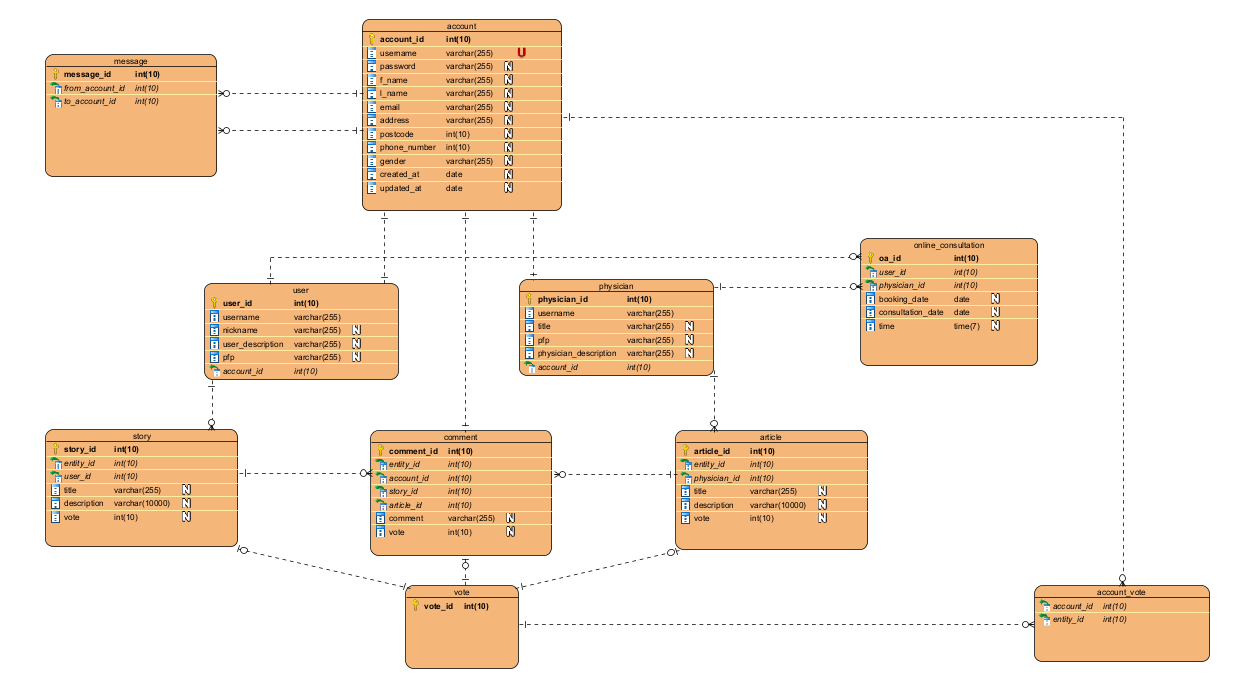 account
account_id int(10)
username varchar(255) U
password varchar(255) N
f_name varchar(255) N
l_name varchar(255) N
email varchar(255) N
address varchar(255) N
postcode int(10) N
phone_number int(10) N
gender varchar(255) N
created_at date N
updated_at date N
message
message_id int(10)
from_account_id int(10)
to_account_id int(10)
online_consultation
oa_id int(10)
user_id int(10)
physician_id int(10)
booking_date date N
consultation_date date N
time time(7) N
user
user_id int(10)
username varchar(255)
nickname varchar(255) N
user_description varchar(255) N
pfp varchar(255) N
account_id int(10)
physician
physician_id int(10)
username varchar(255)
title varchar(255) N
pfp varchar(255) N
physician_description varchar(255) N
account_id int(10)
story
story_id int(10)
entity_id int(10)
user_id int(10)
title varchar(255) N
description varchar(10000) N
vote int(10) N
comment
comment_id int(10)
entity_id int(10)
account_id int(10)
story_id int(10)
article_id int(10)
comment varchar(255) N
vote int(10) N
article
article_id int(10)
entity_id int(10)
physician_id int(10)
title varchar(255) N
description varchar(10000) N
vote int(10) N
vote
vote_id int(10)
account_vote
account_id int(10)
entity_id int(10)